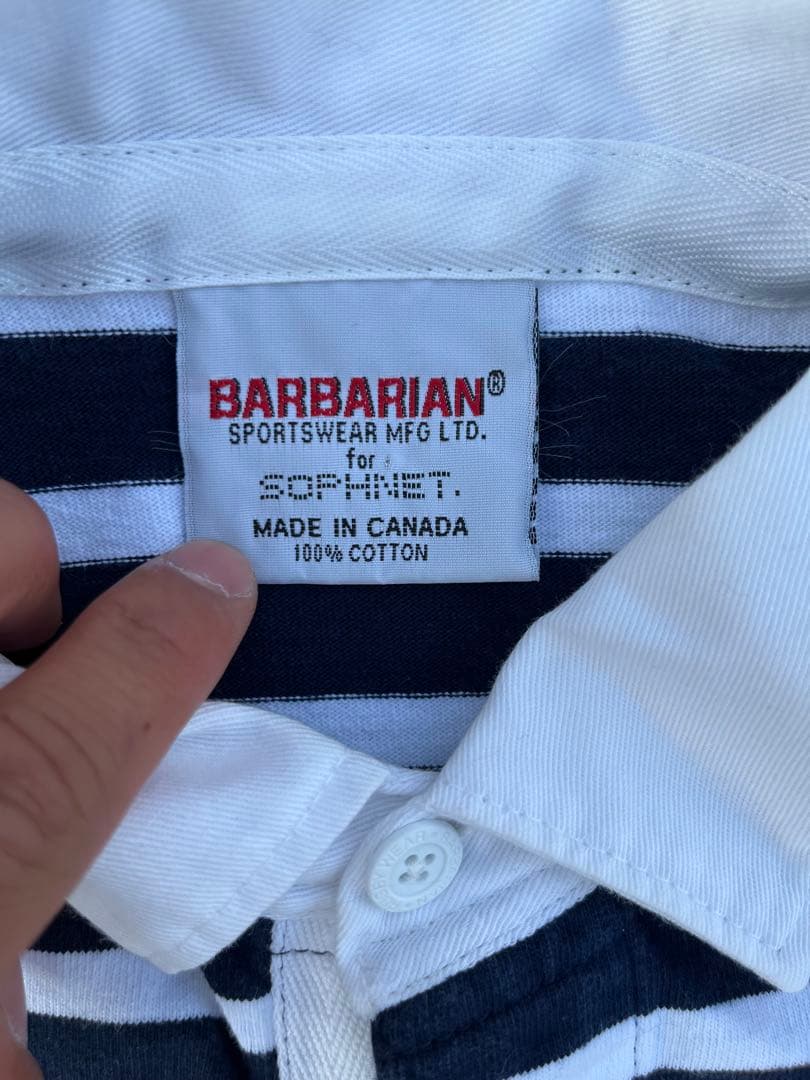 BARBARIAN®
SPORTSWEAR MFG LTD.
for
SOPHNET.
MADE IN CANADA
100% COTTON